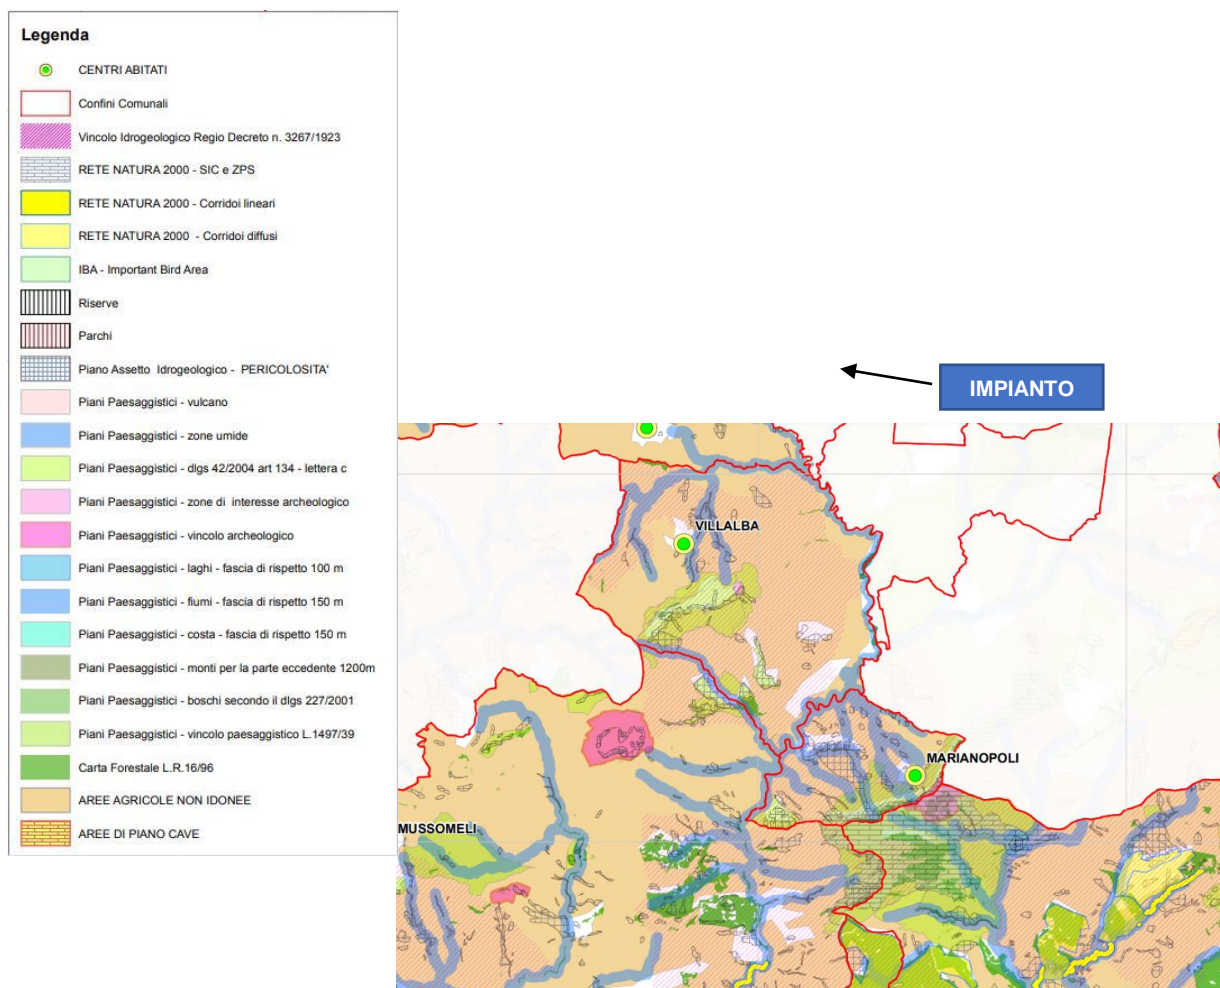 Legenda
CENTRI ABITATI
Confini Comunali
Vincolo Idrogeologico Regio Decreto n. 3267/1923
RETE NATURA 2000 - SIC e ZPS
RETE NATURA 2000 - Corridoi lineari
RETE NATURA 2000 - Corridoi diffusi
IBA - Important Bird Area
Riserve
Parchi
Piano Assetto Idrogeologico - PERICOLOSITA'
Piani Paesaggistici - vulcano
Piani Paesaggistici - zone umide
Piani Paesaggistici - dlgs 42/2004 art 134 - lettera c
Piani Paesaggistici - zone di interesse archeologico
Piani Paesaggistici - vincolo archeologico
Piani Paesaggistici - laghi - fascia di rispetto 100 m
Piani Paesaggistici - fiumi - fascia di rispetto 150 m
Piani Paesaggistici - costa - fascia di rispetto 150 m
Piani Paesaggistici - monti per la parte eccedente 1200m
Piani Paesaggistici - boschi secondo il dlgs 227/2001
Piani Paesaggistici - vincolo paesaggistico L.1497/39
Carta Forestale L.R.16/96
AREE AGRICOLE NON IDONEE
AREE DI PIANO CAVE
IMPIANTO
VILLALBA
MARIANOPOLI
MUSSOMELI